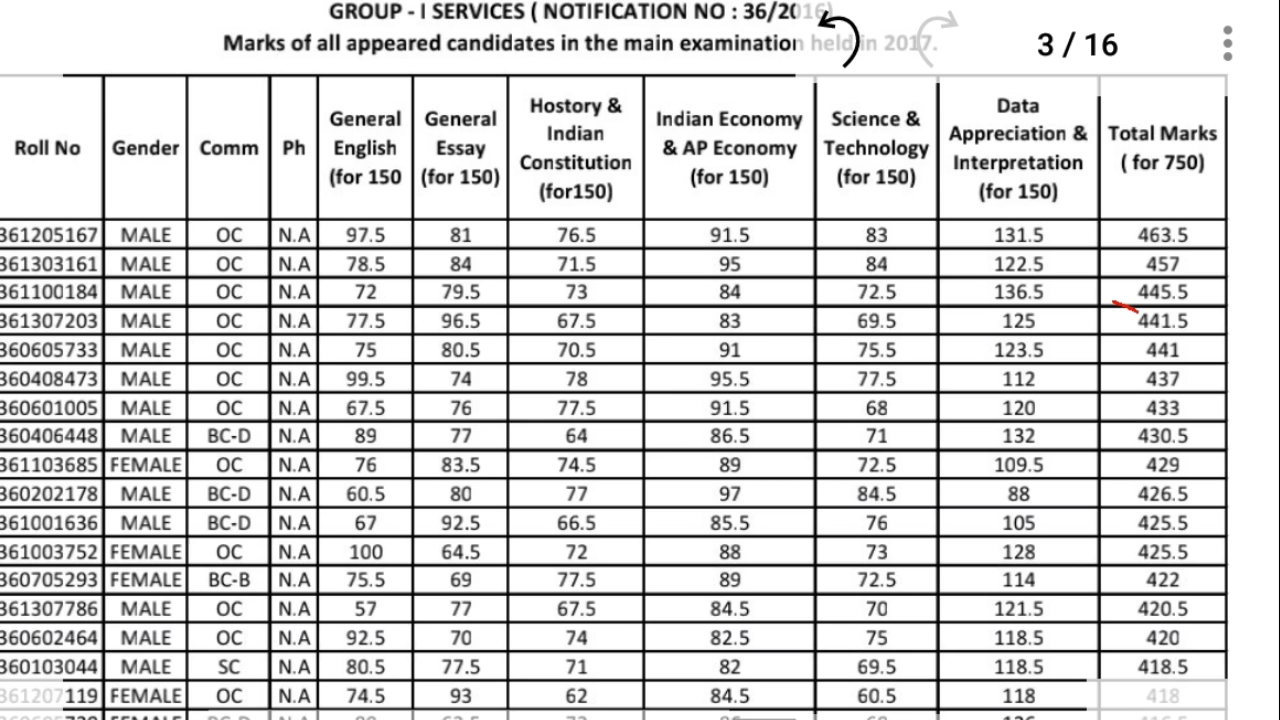 GROUP - I SERVICES ( NOTIFICATION NO : 36/2016)
Marks of all appeared candidates in the main examination held in 2017.
3 / 16
Roll No Gender Comm Ph General English (for 150 General Essay (for 150) Hostory & Indian Constitution (for150) Indian Economy & AP Economy (for 150) Science & Technology (for 150) Data Appreciation & Interpretation (for 150) Total Marks ( for 750)
361205167 MALE OC N.A 97.5 81 76.5 91.5 83 131.5 463.5
361303161 MALE OC N.A 78.5 84 71.5 95 84 122.5 457
361100184 MALE OC N.A 72 79.5 73 84 72.5 136.5 445.5
361307203 MALE OC N.A 77.5 96.5 67.5 83 69.5 125 441.5
360605733 MALE OC N.A 75 80.5 70.5 91 75.5 123.5 441
360408473 MALE OC N.A 99.5 74 78 95.5 77.5 112 437
360601005 MALE OC N.A 67.5 76 77.5 91.5 68 120 433
360406448 MALE BC-D N.A 89 77 64 86.5 71 132 430.5
361103685 FEMALE OC N.A 76 83.5 74.5 89 72.5 109.5 429
360202178 MALE BC-D N.A 60.5 80 77 97 84.5 88 426.5
361001636 MALE BC-D N.A 67 92.5 66.5 85.5 76 105 425.5
361003752 FEMALE OC N.A 100 64.5 72 88 73 128 425.5
360705293 FEMALE BC-B N.A 75.5 69 77.5 89 72.5 114 422
361307786 MALE OC N.A 57 77 67.5 84.5 70 121.5 420.5
360602464 MALE OC N.A 92.5 70 74 82.5 75 118.5 420
360103044 MALE SC N.A 80.5 77.5 71 82 69.5 118.5 418.5
361207119 FEMALE OC N.A 74.5 93 62 84.5 60.5 118 418